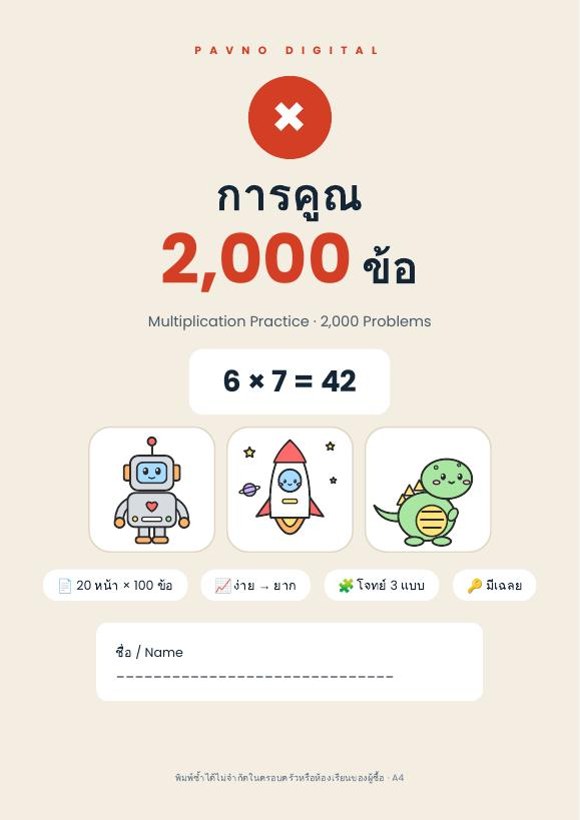 PAVNO DIGITAL
การคูณ
2,000 ข้อ
Multiplication Practice · 2,000 Problems
6 × 7 = 42
20 หน้า × 100 ข้อ
ง่าย → ยาก
โจทย์ 3 แบบ
มีเฉลย
ชื่อ / Name
______________________________
พิมพ์ซ้ำได้ไม่จำกัดในครอบครัวหรือห้องเรียนของผู้ซื้อ · A4